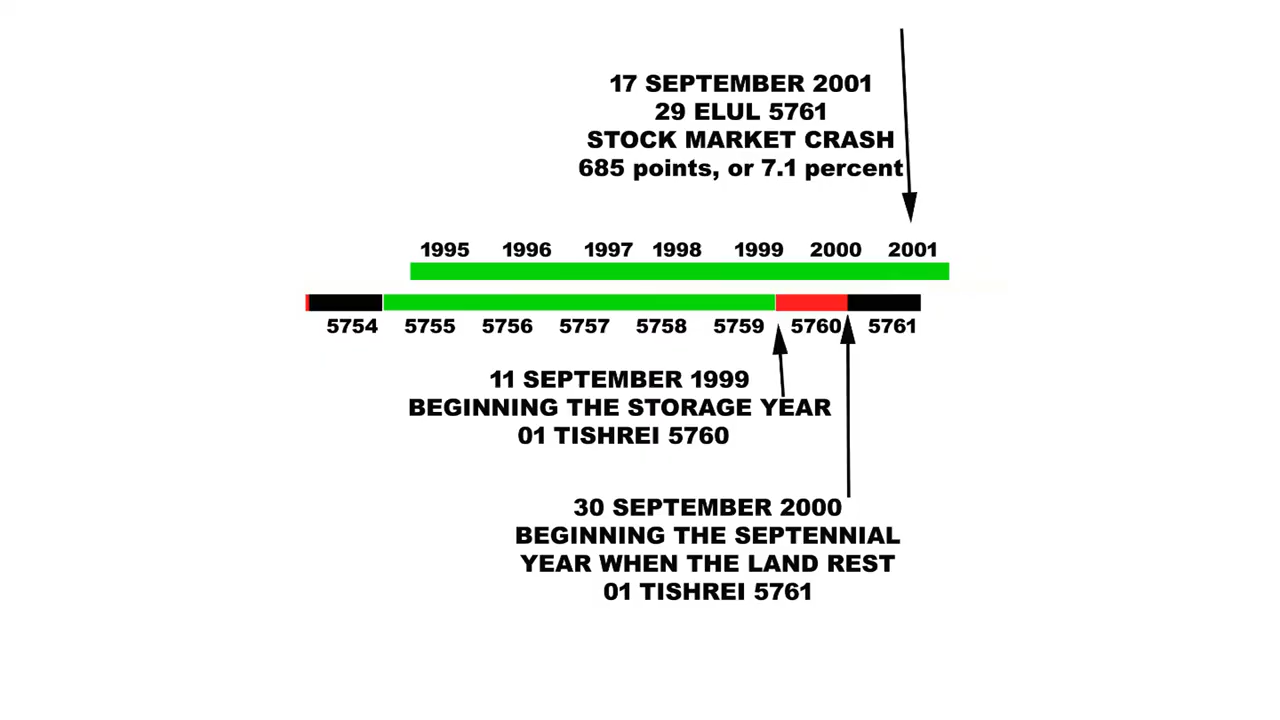 17 SEPTEMBER 2001
29 ELUL 5761
STOCK MARKET CRASH
685 points, or 7.1 percent
1995 1996 1997 1998 1999 2000 2001
5754 5755 5756 5757 5758 5759 5760 5761
11 SEPTEMBER 1999
BEGINNING THE STORAGE YEAR
01 TISHREI 5760
30 SEPTEMBER 2000
BEGINNING THE SEPTENNIAL
YEAR WHEN THE LAND REST
01 TISHREI 5761